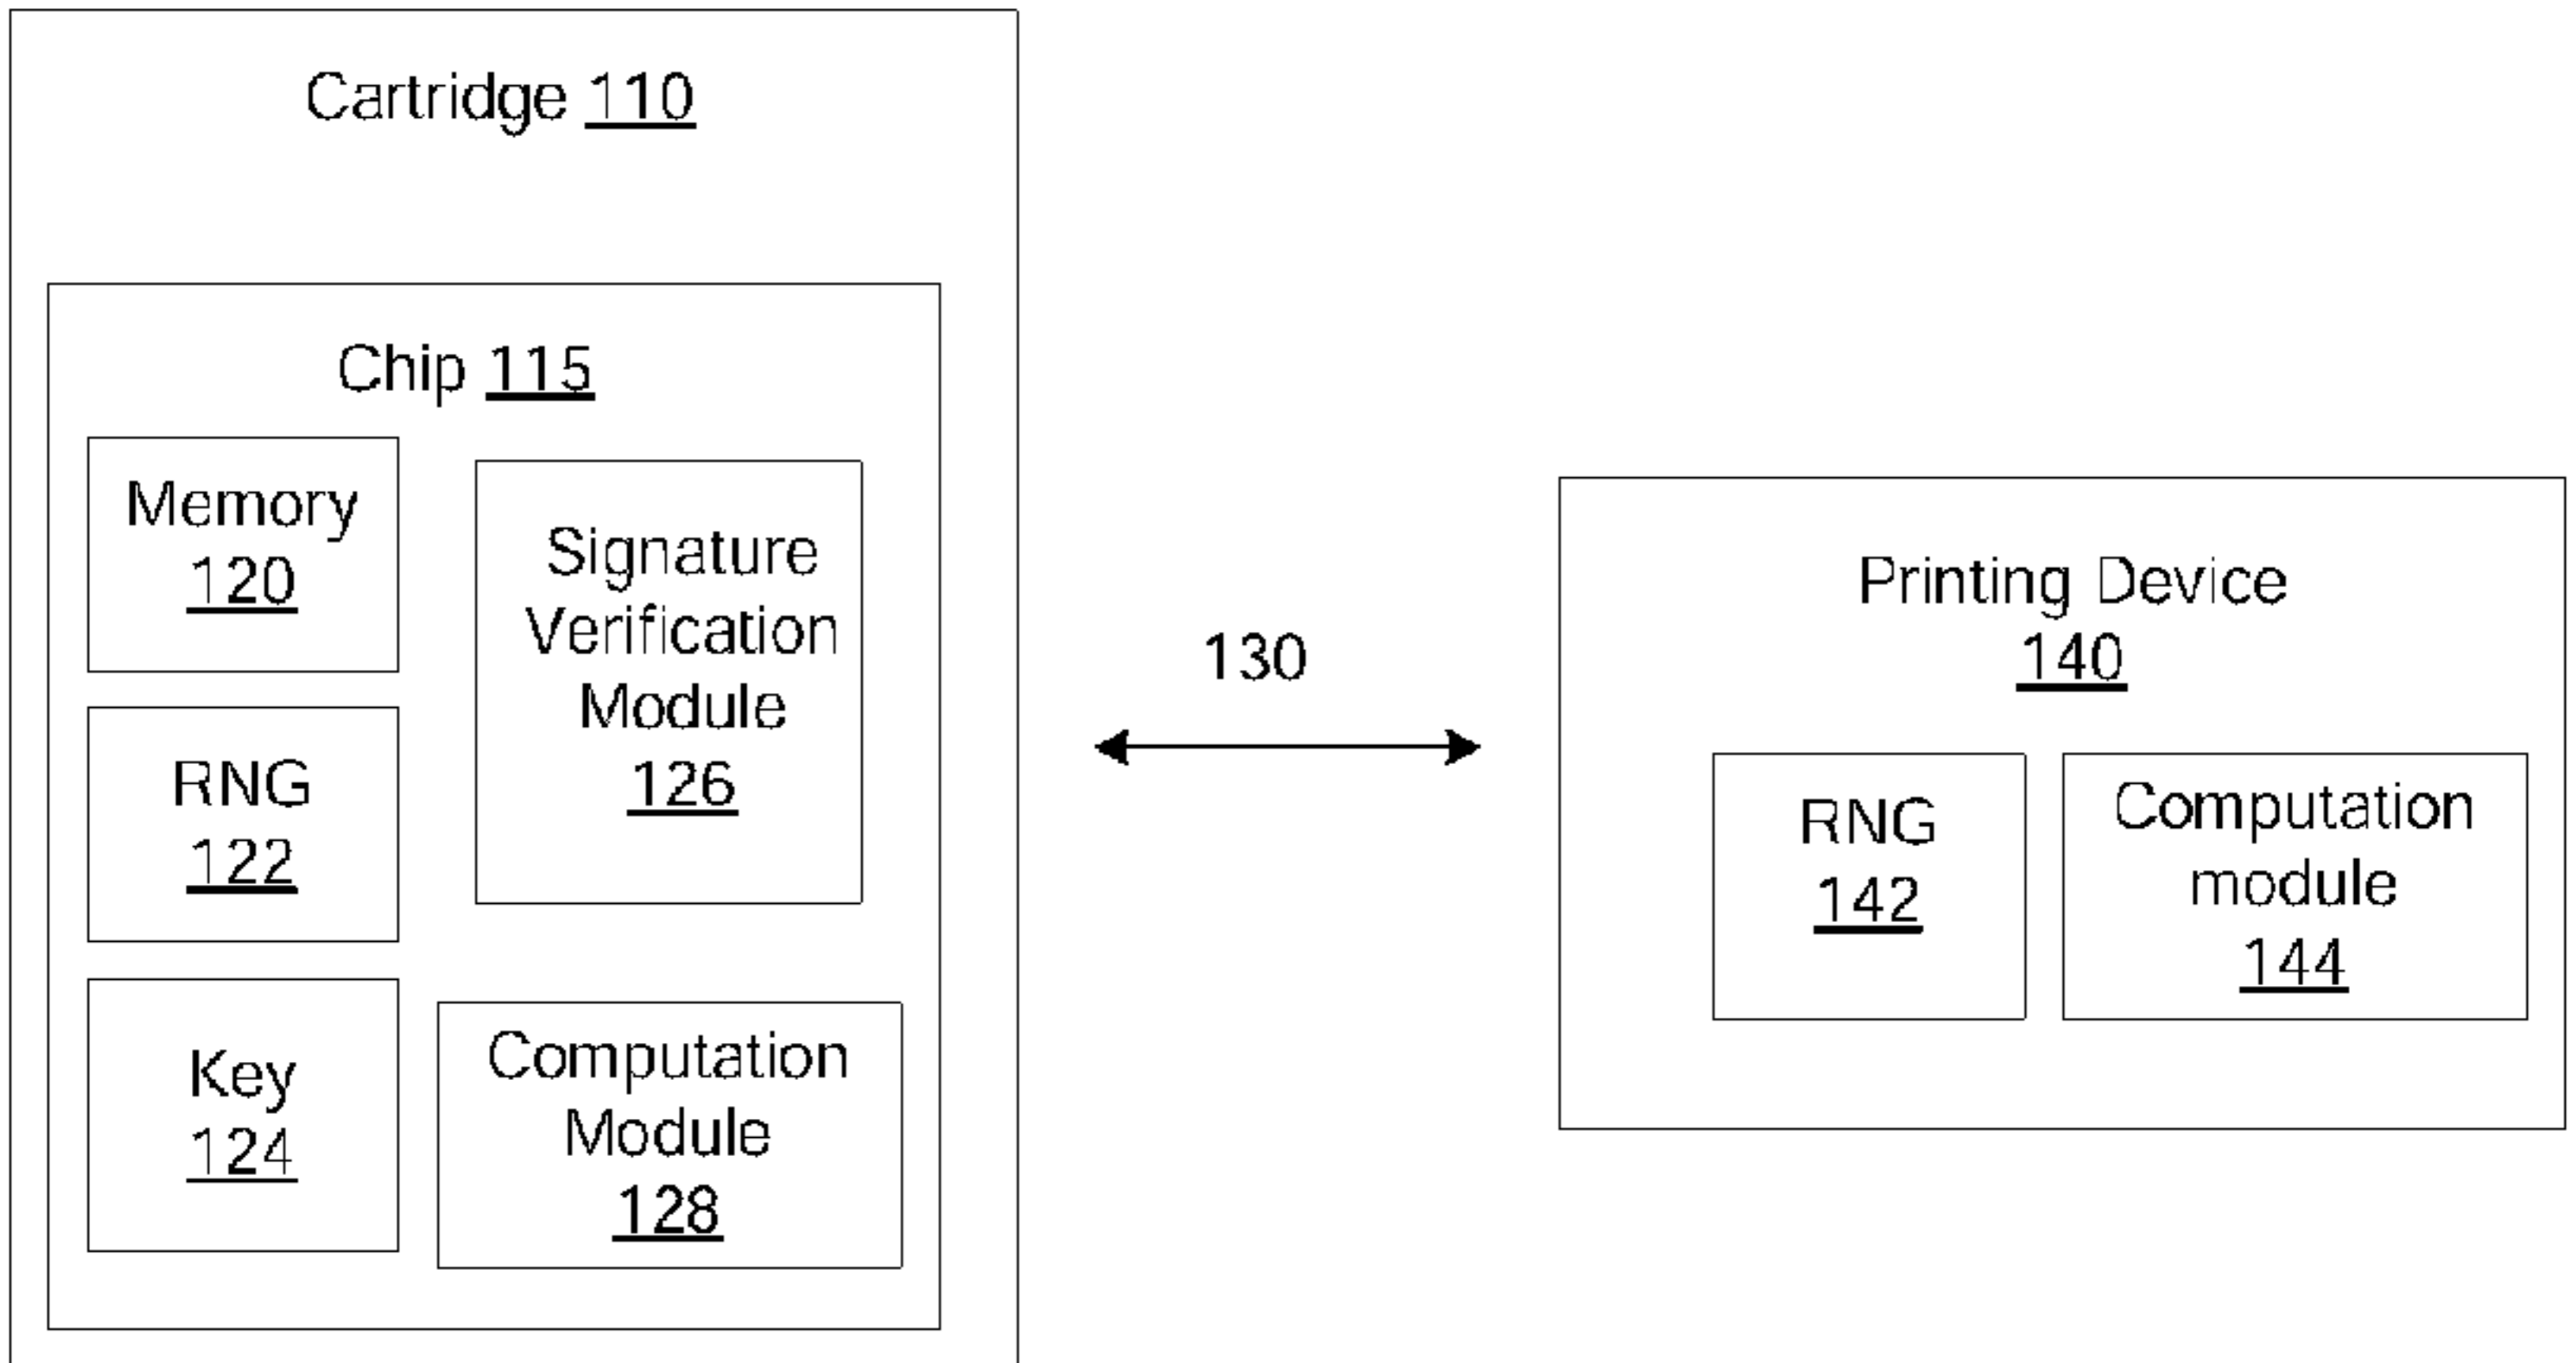 Cartridge 110
Chip 115
Memory
120
Signature
Verification
Module
126
RNG
122
Key
124
Computation
Module
128
130
Printing Device
140
RNG
142
Computation
module
144